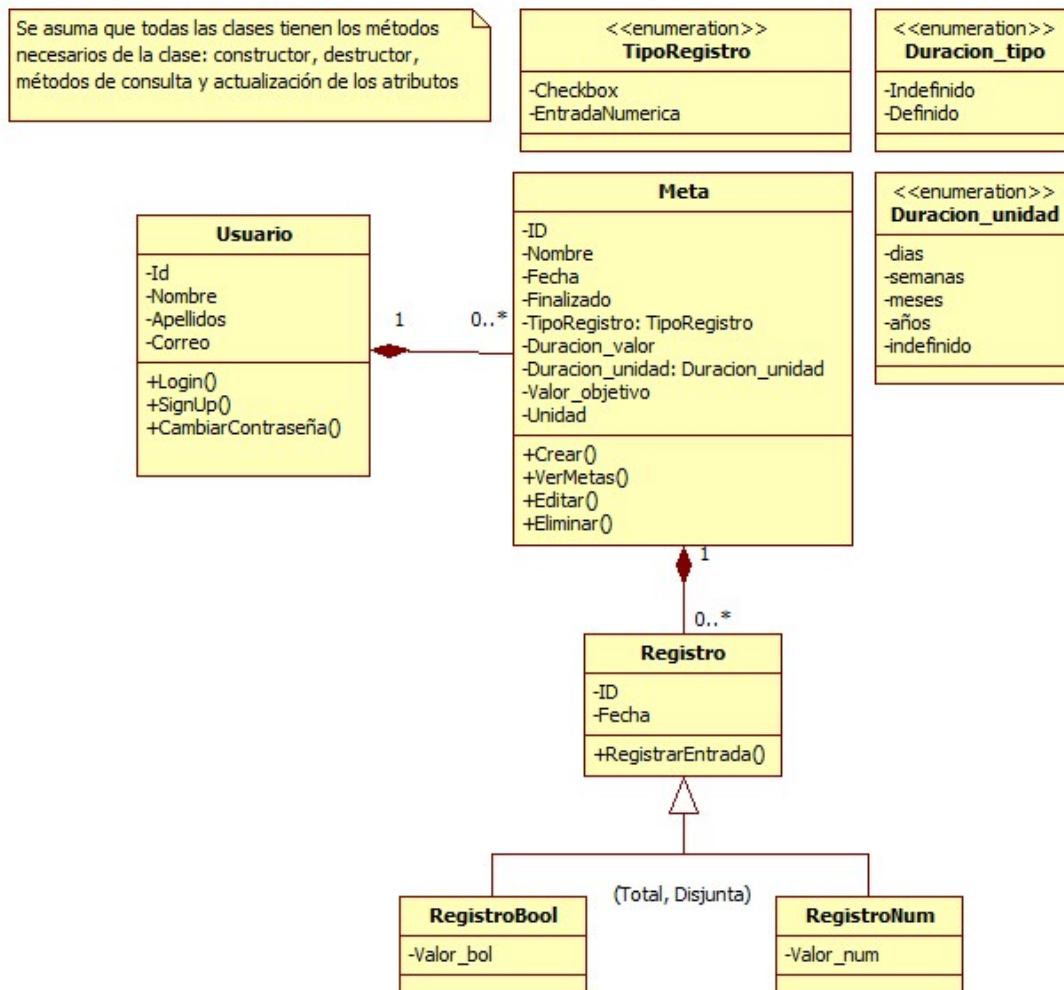 Se asuma que todas las clases tienen los métodos
necesarios de la clase: constructor, destructor,
métodos de consulta y actualización de los atributos
<<enumeration>>
TipoRegistro
-Checkbox
-EntradaNumerica
<<enumeration>>
Duracion_tipo
-Indefinido
-Definido
Usuario
-Id
-Nombre
-Apellidos
-Correo
+Login()
+SignUp()
+CambiarContraseña()
1
0..*
Meta
-ID
-Nombre
-Fecha
-Finalizado
-TipoRegistro: TipoRegistro
-Duracion_valor
-Duracion_unidad: Duracion_unidad
-Valor_objetivo
-Unidad
+Crear()
+VerMetas()
+Editar()
+Eliminar()
<<enumeration>>
Duracion_unidad
-dias
-semanas
-meses
-años
-indefinido
1
0..*
Registro
-ID
-Fecha
+RegistrarEntrada()
(Total, Disjunta)
RegistroBool
-Valor_bol
RegistroNum
-Valor_num